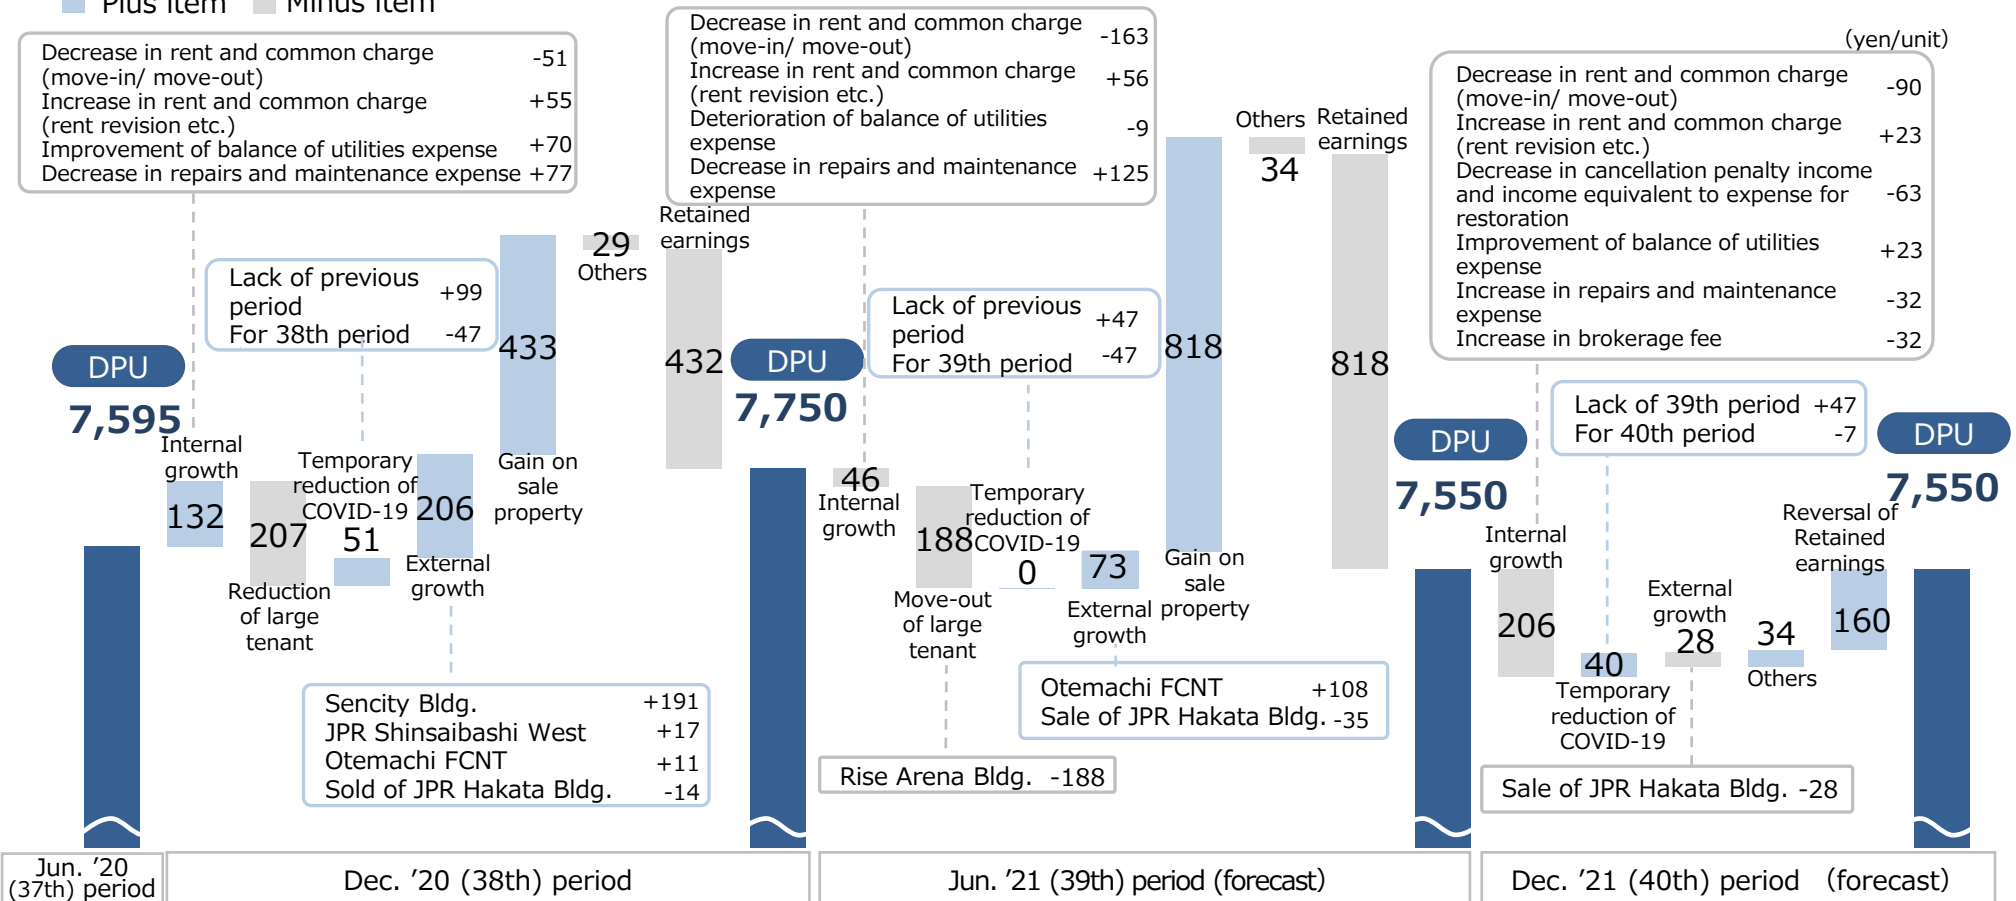 Plus item
Minus item
(yen/unit)
Decrease in rent and common charge
(move-in/ move-out)
-51
Increase in rent and common charge
(rent revision etc.)
+55
Improvement of balance of utilities expense
+70
Decrease in repairs and maintenance expense
+77
Lack of previous
period
+99
For 38th period
-47
DPU
7,595
Internal
growth
132
207
Reduction
of large
tenant
Temporary
reduction of
COVID-19
51
206
External
growth
433
Gain on
sale
property
29
Others
Retained
earnings
432
Sencity Bldg.
+191
JPR Shinsaibashi West
+17
Otemachi FCNT
+11
Sold of JPR Hakata Bldg.
-14
Decrease in rent and common charge
(move-in/ move-out)
-163
Increase in rent and common charge
(rent revision etc.)
+56
Deterioration of balance of utilities
expense
-9
Decrease in repairs and maintenance
expense
+125
Lack of previous
period
+47
For 39th period
-47
DPU
7,750
46
Internal
growth
188
Move-out
of large
tenant
Temporary
reduction of
COVID-19
0
73
External
growth
818
Gain on
sale
property
Others
34
Retained
earnings
818
Otemachi FCNT
+108
Sale of JPR Hakata Bldg.
-35
Rise Arena Bldg.
-188
Decrease in rent and common charge
(move-in/ move-out)
-90
Increase in rent and common charge
(rent revision etc.)
+23
Decrease in cancellation penalty income
and income equivalent to expense for
restoration
-63
Improvement of balance of utilities
expense
+23
Increase in repairs and maintenance
expense
-32
Increase in brokerage fee
-32
Lack of 39th period
+47
For 40th period
-7
DPU
7,550
Internal
growth
206
40
Temporary
reduction of
COVID-19
External
growth
28
34
Others
Reversal of
Retained
earnings
160
DPU
7,550
Sale of JPR Hakata Bldg.
-28
Jun. ’20
(37th) period
Dec. ’20 (38th) period
Jun. ’21 (39th) period (forecast)
Dec. ’21 (40th) period （forecast）